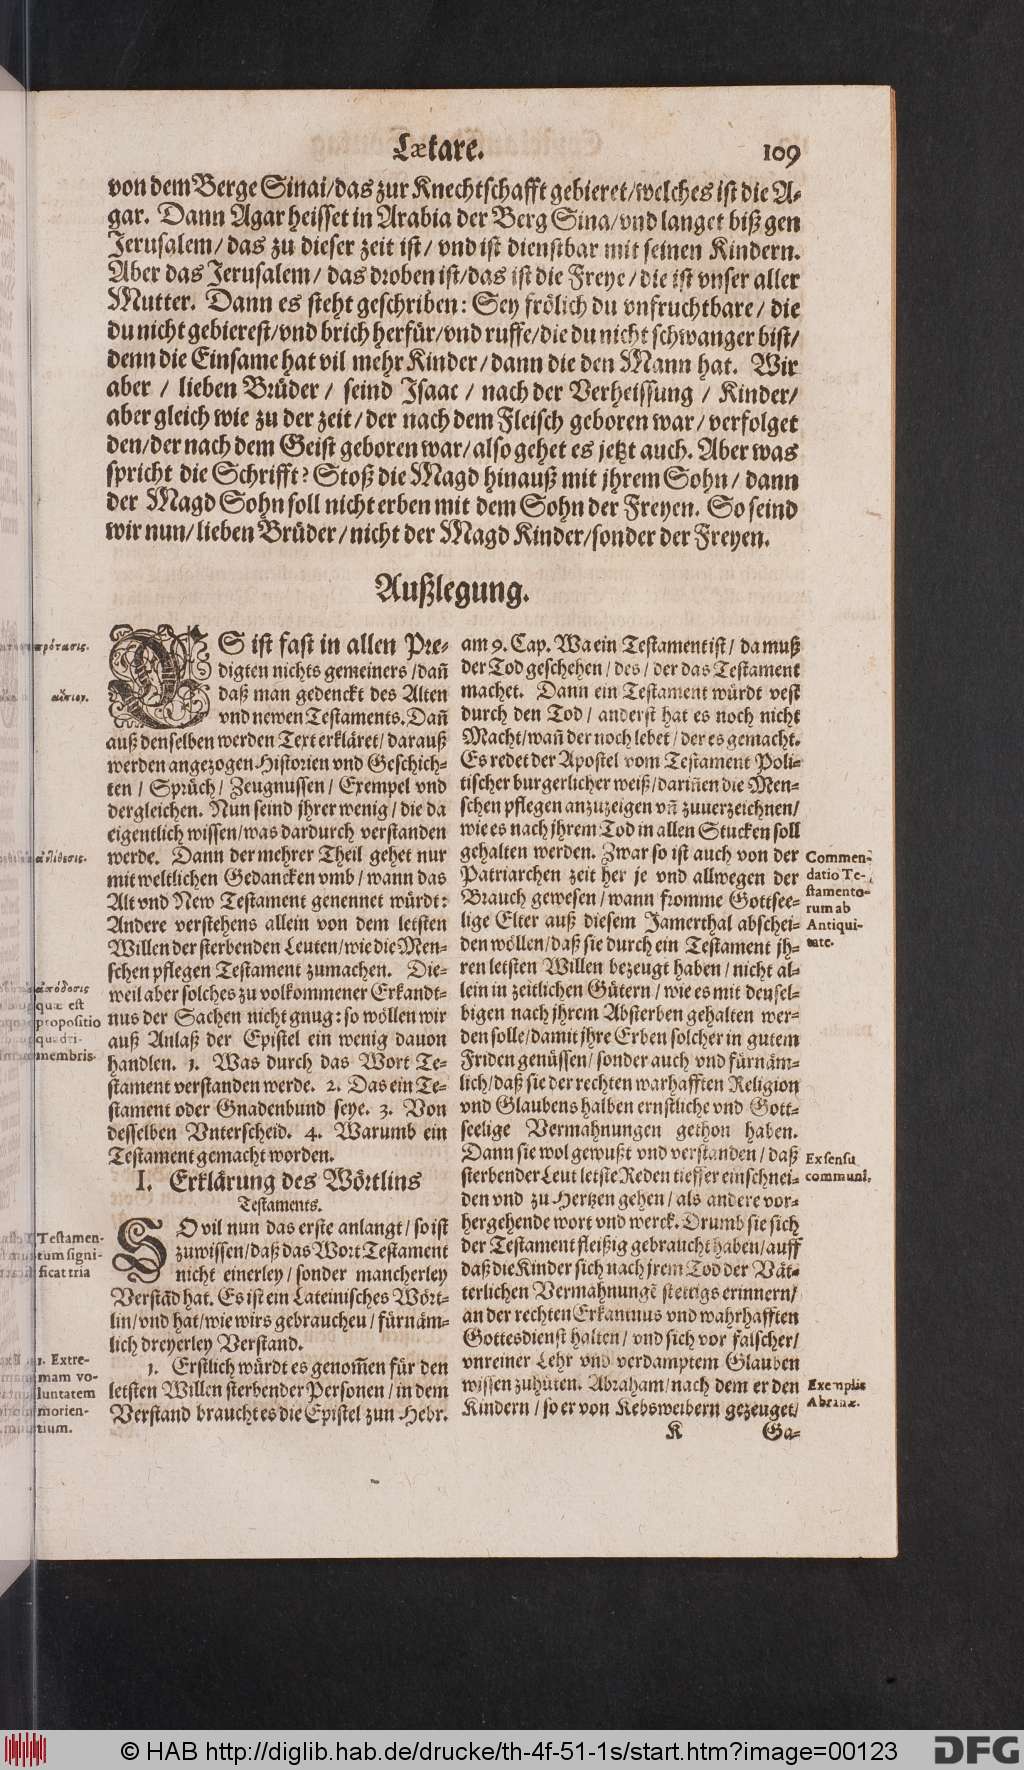 Lætare.
109
von dem Berge Sinai/das zur Knechtschafft gebieret/welches ist die A-
gar. Dann Agar heisset in Arabia der Berg Sina/vnd langet biß gen
Jerusalem/ das zu dieser zeit ist/ vnd ist dienstbar mit seinen Kindern.
Aber das Jerusalem/ das droben ist/das ist die Freye/ die ist vnser aller
Mutter. Dann es steht geschriben: Sey frölich du vnfruchtbare/ die
du nicht gebierest/vnd brich herfür/vnd ruffe/die du nicht schwanger bist/
denn die Einsame hat vil mehr Kinder/dann die den Mann hat. Wir
aber / lieben Brüder / seind Isaac / nach der Verheissung / Kinder/
aber gleich wie zu der zeit/der nach dem Fleisch geboren war/verfolget
den/der nach dem Geist geboren war/also gehet es jetzt auch. Aber was
spricht die Schrifft? Stoß die Magd hinauß mit jhrem Sohn/ dann
der Magd Sohn soll nicht erben mit dem Sohn der Freyen. So seind
wir nun/lieben Brüder/nicht der Magd Kinder/sonder der Freyen.
Außlegung.
ES ist fast in allen Pre-
digten nichts gemeiners/dañ
daß man gedenckt des Alten
vnd newen Testaments. Dañ
auß denselben werden Text erkläret/darauß
werden angezogen Historien vnd Geschich-
ten / Sprüch/ Zeugnussen / Exempel vnd
dergleichen. Nun seind jhrer wenig / die da
eigentlich wissen/was dardurch verstanden
werde. Dann der mehrer Theil gehet nur
mit weltlichen Gedancken vmb/wann das
Alt vnd New Testament genennet würdt:
Andere verstehens allein von dem letsten
Willen der sterbenden Leuten/wie die Men-
schen pflegen Testament zumachen. Die-
weil aber solches zu volkommener Erkandt-
nus der Sachen nicht gnug: so wöllen wir
auß Anlaß der Epistel ein wenig dauon
handlen. 1. Was durch das Wort Te-
stament verstanden werde. 2. Das ein Te-
stament oder Gnadenbund seye. 3. Von
desselben Vnterscheid. 4. Warumb ein
Testament gemacht worden.
I. Erklärung des Wörtlins
Testaments.
SO vil nun das erste anlangt/so ist
zuwissen/daß das Wort Testament
nicht einerley/ sonder mancherley
Verstãd hat. Es ist ein Lateinisches Wört-
lin/vnd hat/wie wirs gebrauchen/ fürnäm-
lich dreyerley Verstand.
1. Erstlich würdt es genom̃en für den
letsten Willen sterbender Personen/in dem
Verstand braucht es die Epistel zun Hebr.
am 9. Cap. Wa ein Testament ist/ da muß
der Tod geschehen/des/der das Testament
machet. Dann ein Testament würdt vest
durch den Tod/ anderst hat es noch nicht
Macht/wañ der noch lebet/der es gemacht.
Es redet der Apostel vom Testament Poli-
tischer burgerlicher weiß/dariñen die Men-
schen pflegen anzuzeigen vñ zuuerzeichnen/
wie es nach jhrem Tod in allen Stucken soll
gehalten werden. Zwar so ist auch von der
Patriarchen zeit her je vnd allwegen der
Brauch gewesen/ wann fromme Gottsee-
lige Elter auß diesem Jamerthal abschei-
den wöllen/daß sie durch ein Testament jh-
ren letsten Willen bezeugt haben/ nicht al-
lein in zeitlichen Gütern/ wie es mit densel-
bigen nach jhrem Absterben gehalten wer-
den solle/damit jhre Erben solcher in gutem
Friden genüssen/ sonder auch vnd fürnäm-
lich/daß sie der rechten warhafften Religion
vnd Glaubens halben ernstliche vnd Gott-
seelige Vermahnungen gethon haben.
Dann sie wol gewußt vnd verstanden/ daß
sterbender Leut letste Reden tieffer einschnei-
den vnd zu Hertzen gehen/ als andere vor-
hergehende wort vnd werck. Drumb sie sich
der Testament fleißig gebraucht haben/auff
daß die Kinder sich nach jrem Tod der Vät-
terlichen Vermahnungẽ stettigs erinnern/
an der rechten Erkantnus vnd wahrhafften
Gottesdienst halten/ vnd sich vor falscher/
vnreiner Lehr vnd verdamptem Glauben
wissen zuhüten. Abraham/nach dem er den
Kindern / so er von Kebsweibern gezeuget/
K
Ga-
πρότασις.
αἴτιον.
ἀντίθεσις.
ἀπόδοσις
quæ est
propositio
quadri-
membris.
Testamen-
tum signi-
ficat tria
1. Extre-
mam vo-
luntatem
morien-
tium.
Commen-
datio Te-
stamento-
rum ab
Antiqui-
tate.
Ex sensu
communi.
Exemplis
Abrahæ.
© HAB http://diglib.hab.de/drucke/th-4f-51-1s/start.htm?image=00123
DFG